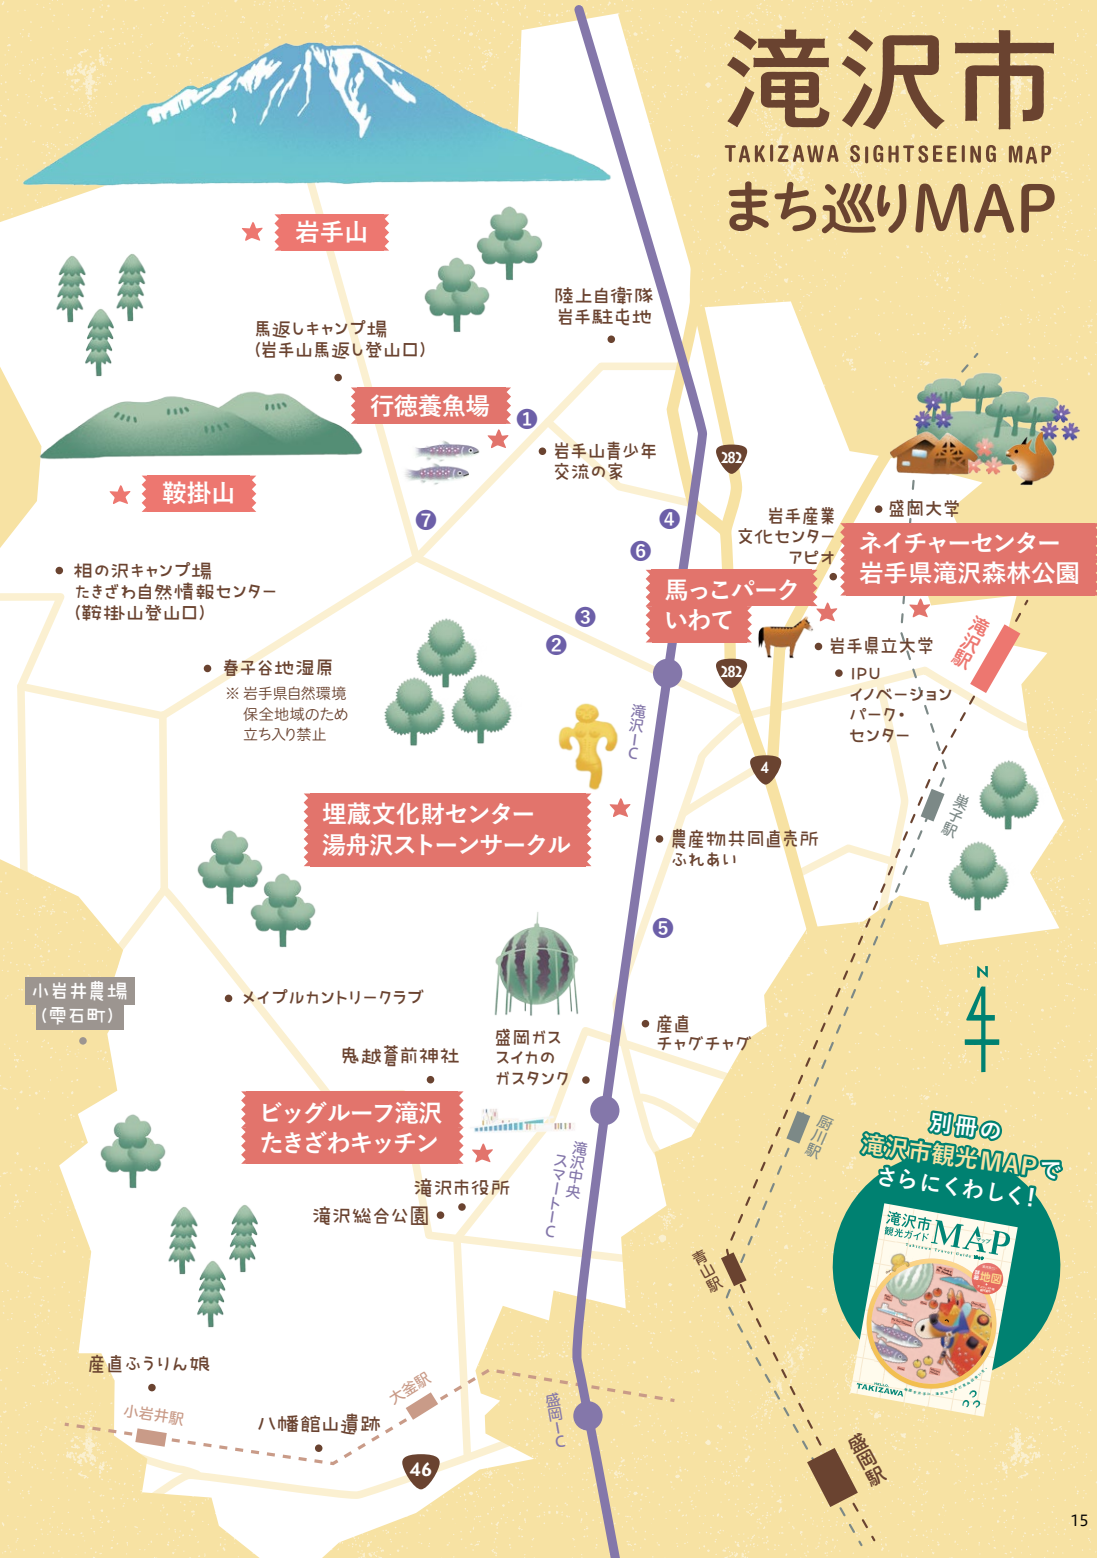 滝沢市
TAKIZAWA SIGHTSEEING MAP
まち巡りMAP
岩手山
陸上自衛隊
岩手駐屯地
馬返しキャンプ場
(岩手山馬返し登山口)
行徳養魚場
❶
岩手山青少年
交流の家
282
鞍掛山
❼
❹
❻
岩手産業
文化センター
アピオ
盛岡大学
ネイチャーセンター
岩手県滝沢森林公園
馬っこパーク
いわて
相の沢キャンプ場
たきざわ自然情報センター
(鞍掛山登山口)
❸
❷
滝沢駅
岩手県立大学
282
IPU
イノベーション
パーク・
センター
春子谷地湿原
※岩手県自然環境
保全地域のため
立ち入り禁止
滝沢IC
4
巣子駅
埋蔵文化財センター
湯舟沢ストーンサークル
農産物共同直売所
ふれあい
❺
小岩井農場
(雫石町)
メイプルカントリークラブ
N
産直
チャグチャグ
盛岡ガス
スイカの
ガスタンク
鬼越蒼前神社
ビッグルーフ滝沢
たきざわキッチン
滝沢中央
スマートIC
厨川駅
別冊の
滝沢市観光MAPで
さらにくわしく!
滝沢市
観光ガイド
MAP
マップ
Takizawa Travel Guide Map
地図
HELLO,
TAKIZAWA
滝沢市役所
滝沢総合公園
青山駅
産直ふうりん娘
小岩井駅
大釜駅
八幡館山遺跡
盛岡IC
46
盛岡駅
15